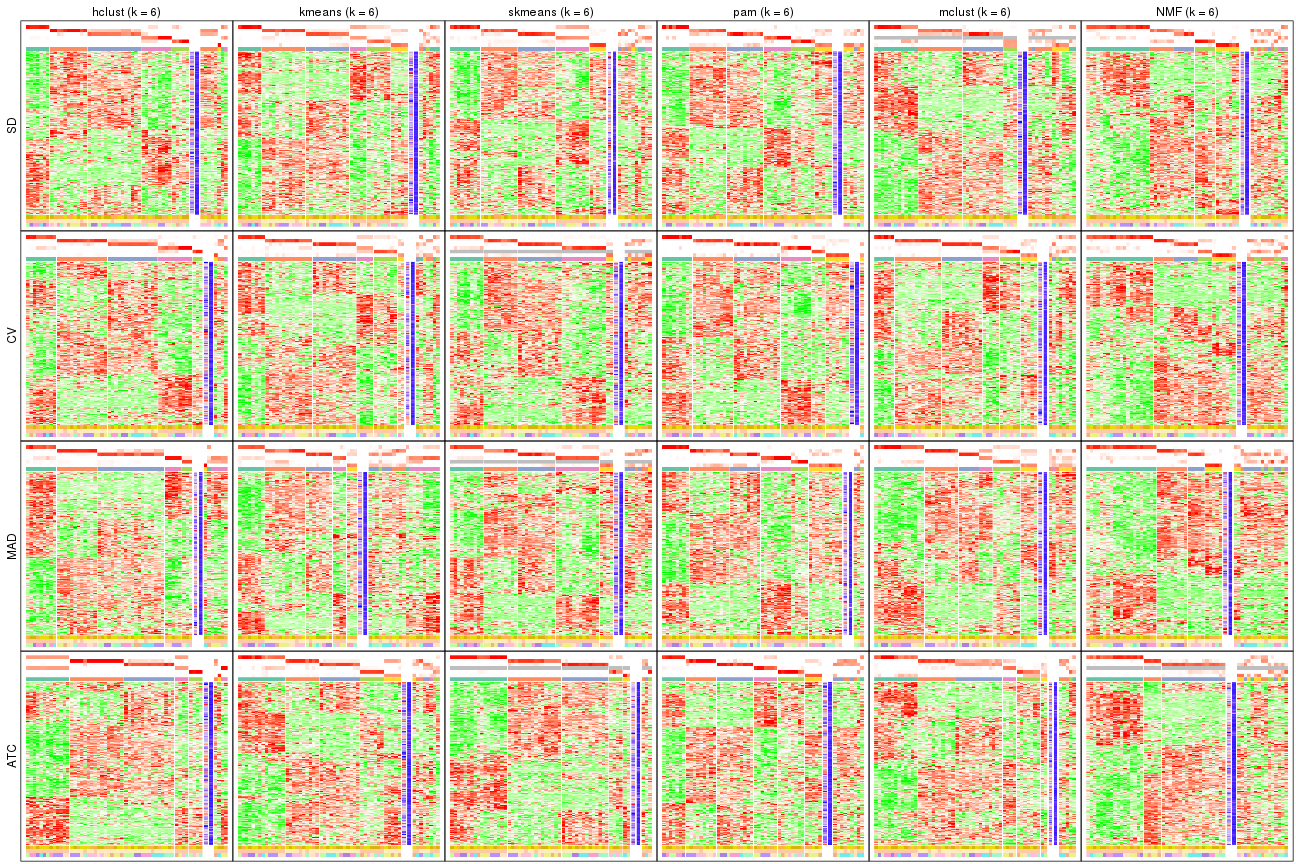 hclust (k = 6)
kmeans (k = 6)
skmeans (k = 6)
pam (k = 6)
mclust (k = 6)
NMF (k = 6)
SD
CV
MAD
ATC